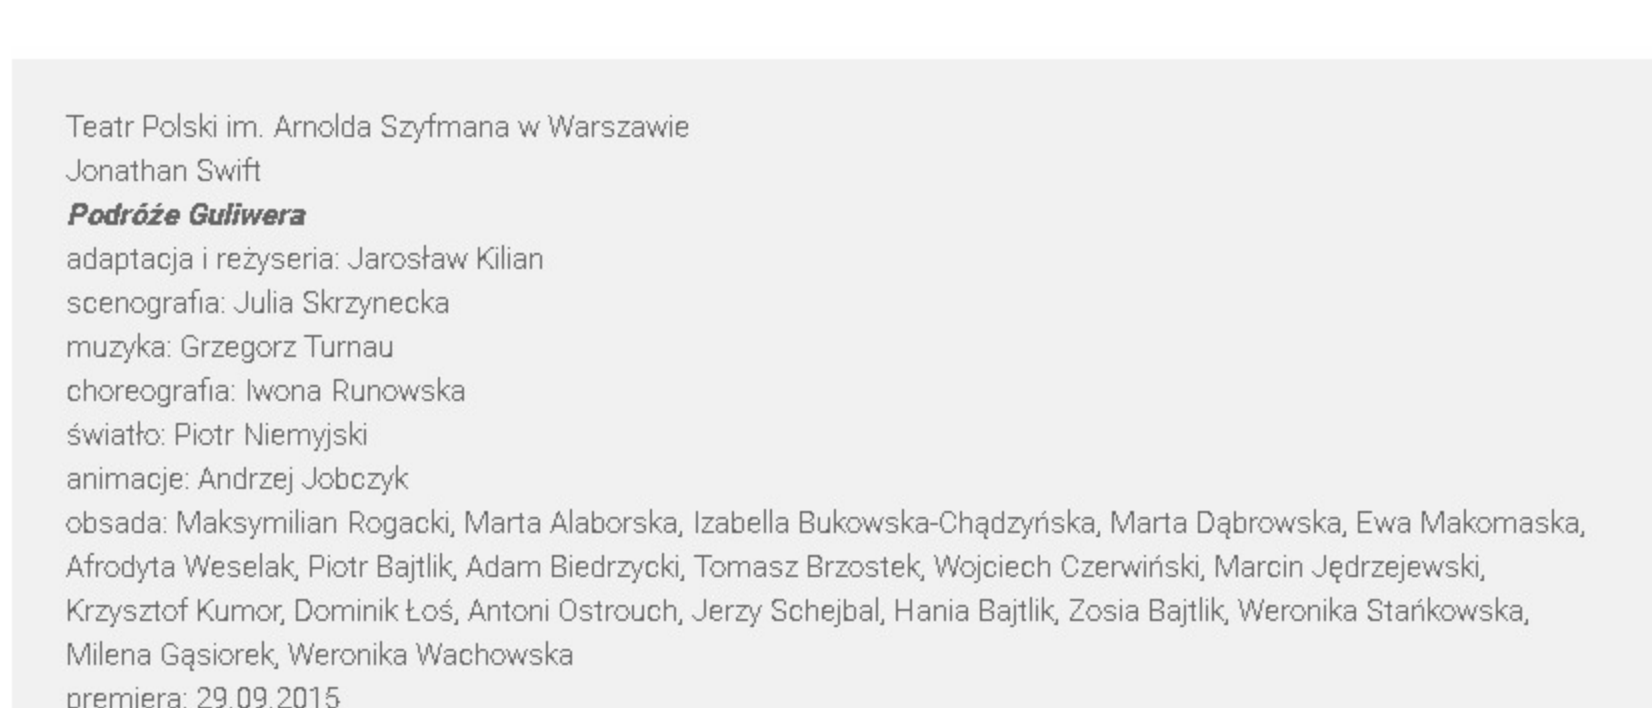 Teatr Polski im. Arnolda Szyfmana w Warszawie
Jonathan Swift
Podróże Guliwera
adaptacja i reżyseria: Jarosław Kilian
scenografia: Julia Skrzynecka
muzyka: Grzegorz Turnau
choreografia: Iwona Runowska
światło: Piotr Niemyjski
animacje: Andrzej Jobczyk
obsada: Maksymilian Rogacki, Marta Alaborska, Izabella Bukowska-Chądzyńska, Marta Dąbrowska, Ewa Makomaska,
Afrodyta Weselak, Piotr Bajtlik, Adam Biedrzycki, Tomasz Brzostek, Wojciech Czerwiński, Marcin Jędrzejewski,
Krzysztof Kumor, Dominik Łoś, Antoni Ostrouch, Jerzy Schejbal, Hania Bajtlik, Zosia Bajtlik, Weronika Stańkowska,
Milena Gąsiorek, Weronika Wachowska
premiera: 29.09.2015